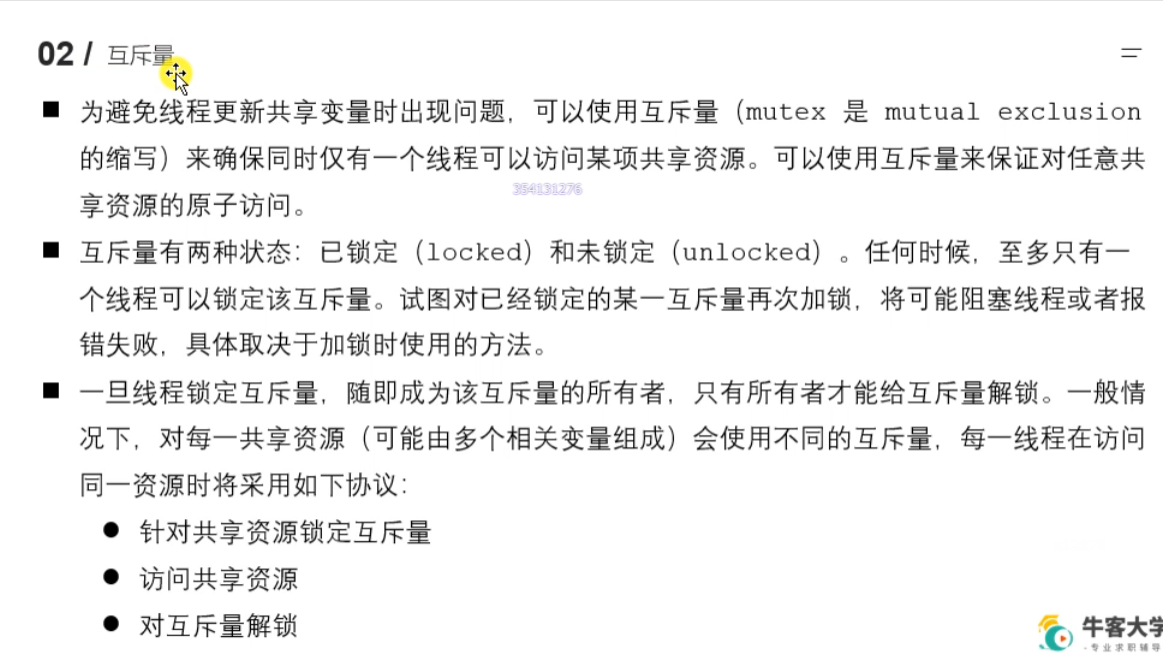 02 / 互斥量
■ 为避免线程更新共享变量时出现问题，可以使用互斥量（mutex 是 mutual exclusion
的缩写）来确保同时仅有一个线程可以访问某项共享资源。可以使用互斥量来保证对任意共
354131276
享资源的原子访问。
■ 互斥量有两种状态：已锁定（locked）和未锁定（unlocked）。任何时候，至多只有一
个线程可以锁定该互斥量。试图对已经锁定的某一互斥量再次加锁，将可能阻塞线程或者报
错失败，具体取决于加锁时使用的方法。
■ 一旦线程锁定互斥量，随即成为该互斥量的所有者，只有所有者才能给互斥量解锁。一般情
况下，对每一共享资源（可能由多个相关变量组成）会使用不同的互斥量，每一线程在访问
同一资源时将采用如下协议：
● 针对共享资源锁定互斥量
● 访问共享资源
● 对互斥量解锁
牛客大学
-专业求职辅导